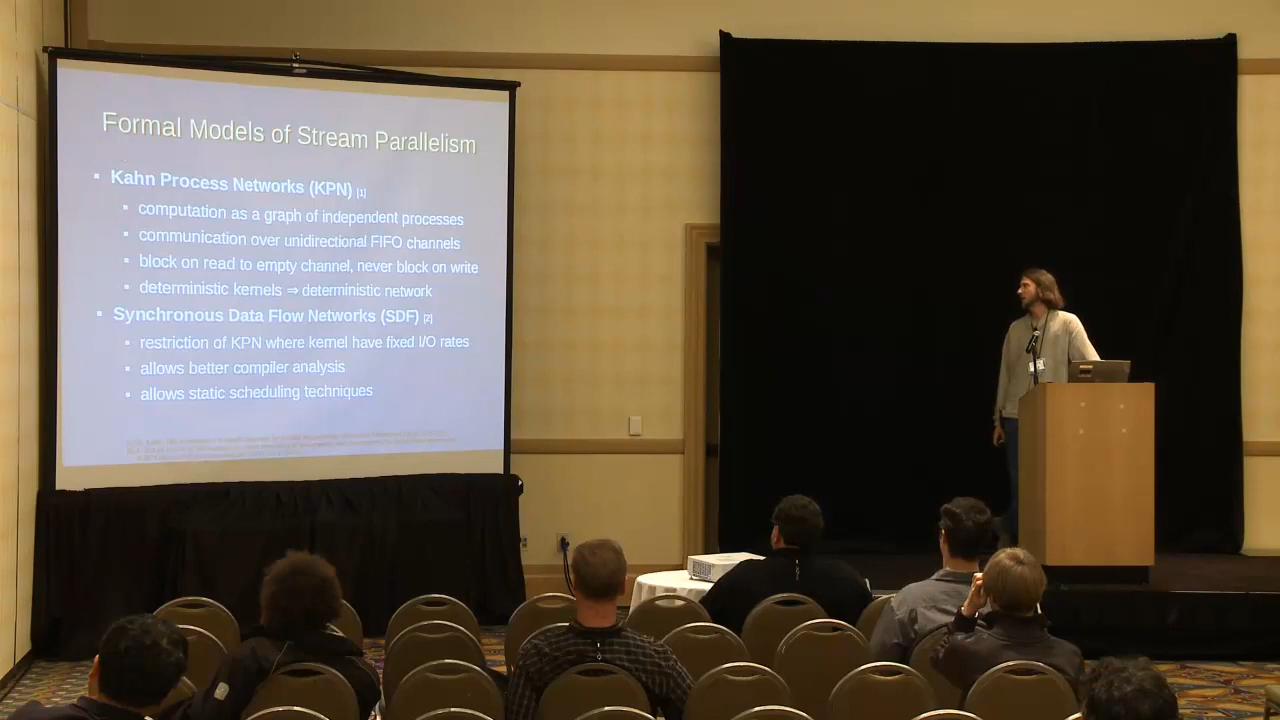 Formal Models of Stream Parallelism
▪ Kahn Process Networks (KPN) [1]
▪ computation as a graph of independent processes
▪ communication over unidirectional FIFO channels
▪ block on read to empty channel, never block on write
▪ deterministic kernels ⇒ deterministic network
▪ Synchronous Data Flow Networks (SDF) [2]
▪ restriction of KPN where kernel have fixed I/O rates
▪ allows better compiler analysis
▪ allows static scheduling techniques